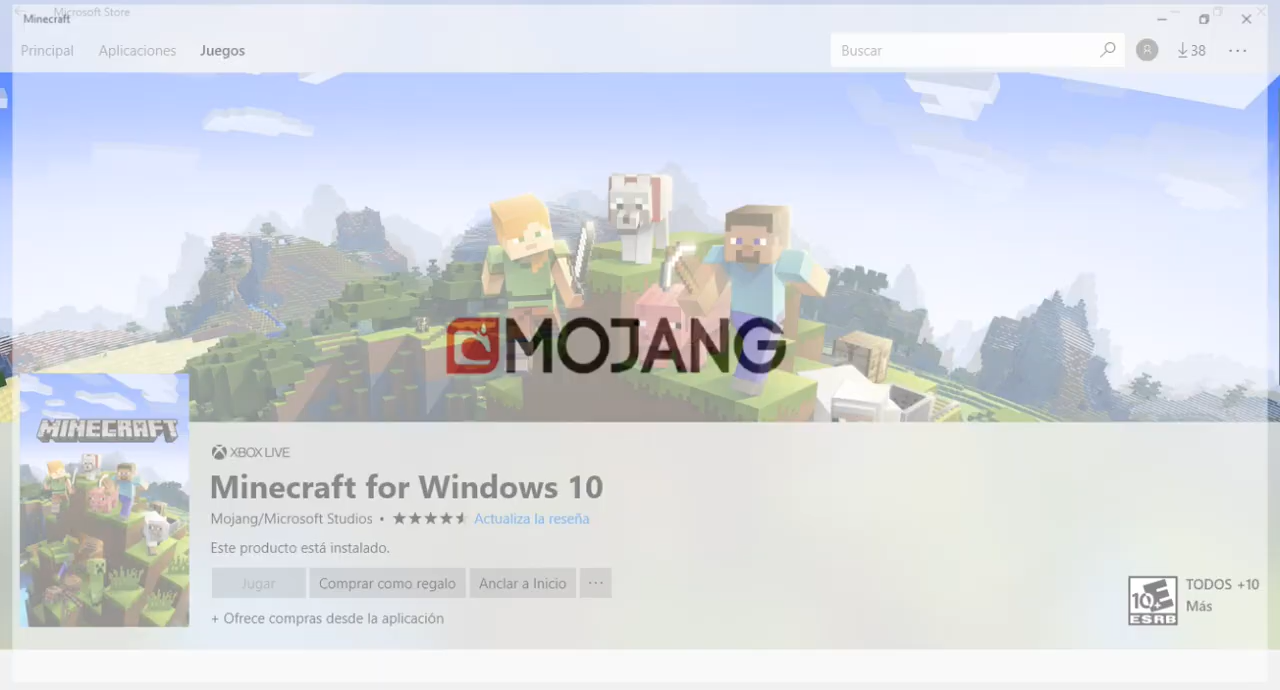 Microsoft Store
Minecraft
Principal Aplicaciones Juegos
Buscar
38
MOJANG
MINECRAFT
XBOX LIVE
Minecraft for Windows 10
Mojang/Microsoft Studios • ★★★★ Actualiza la reseña
Este producto está instalado.
Jugar Comprar como regalo Anclar a Inicio ...
+ Ofrece compras desde la aplicación
10+ E
ESRB
TODOS +10
Más